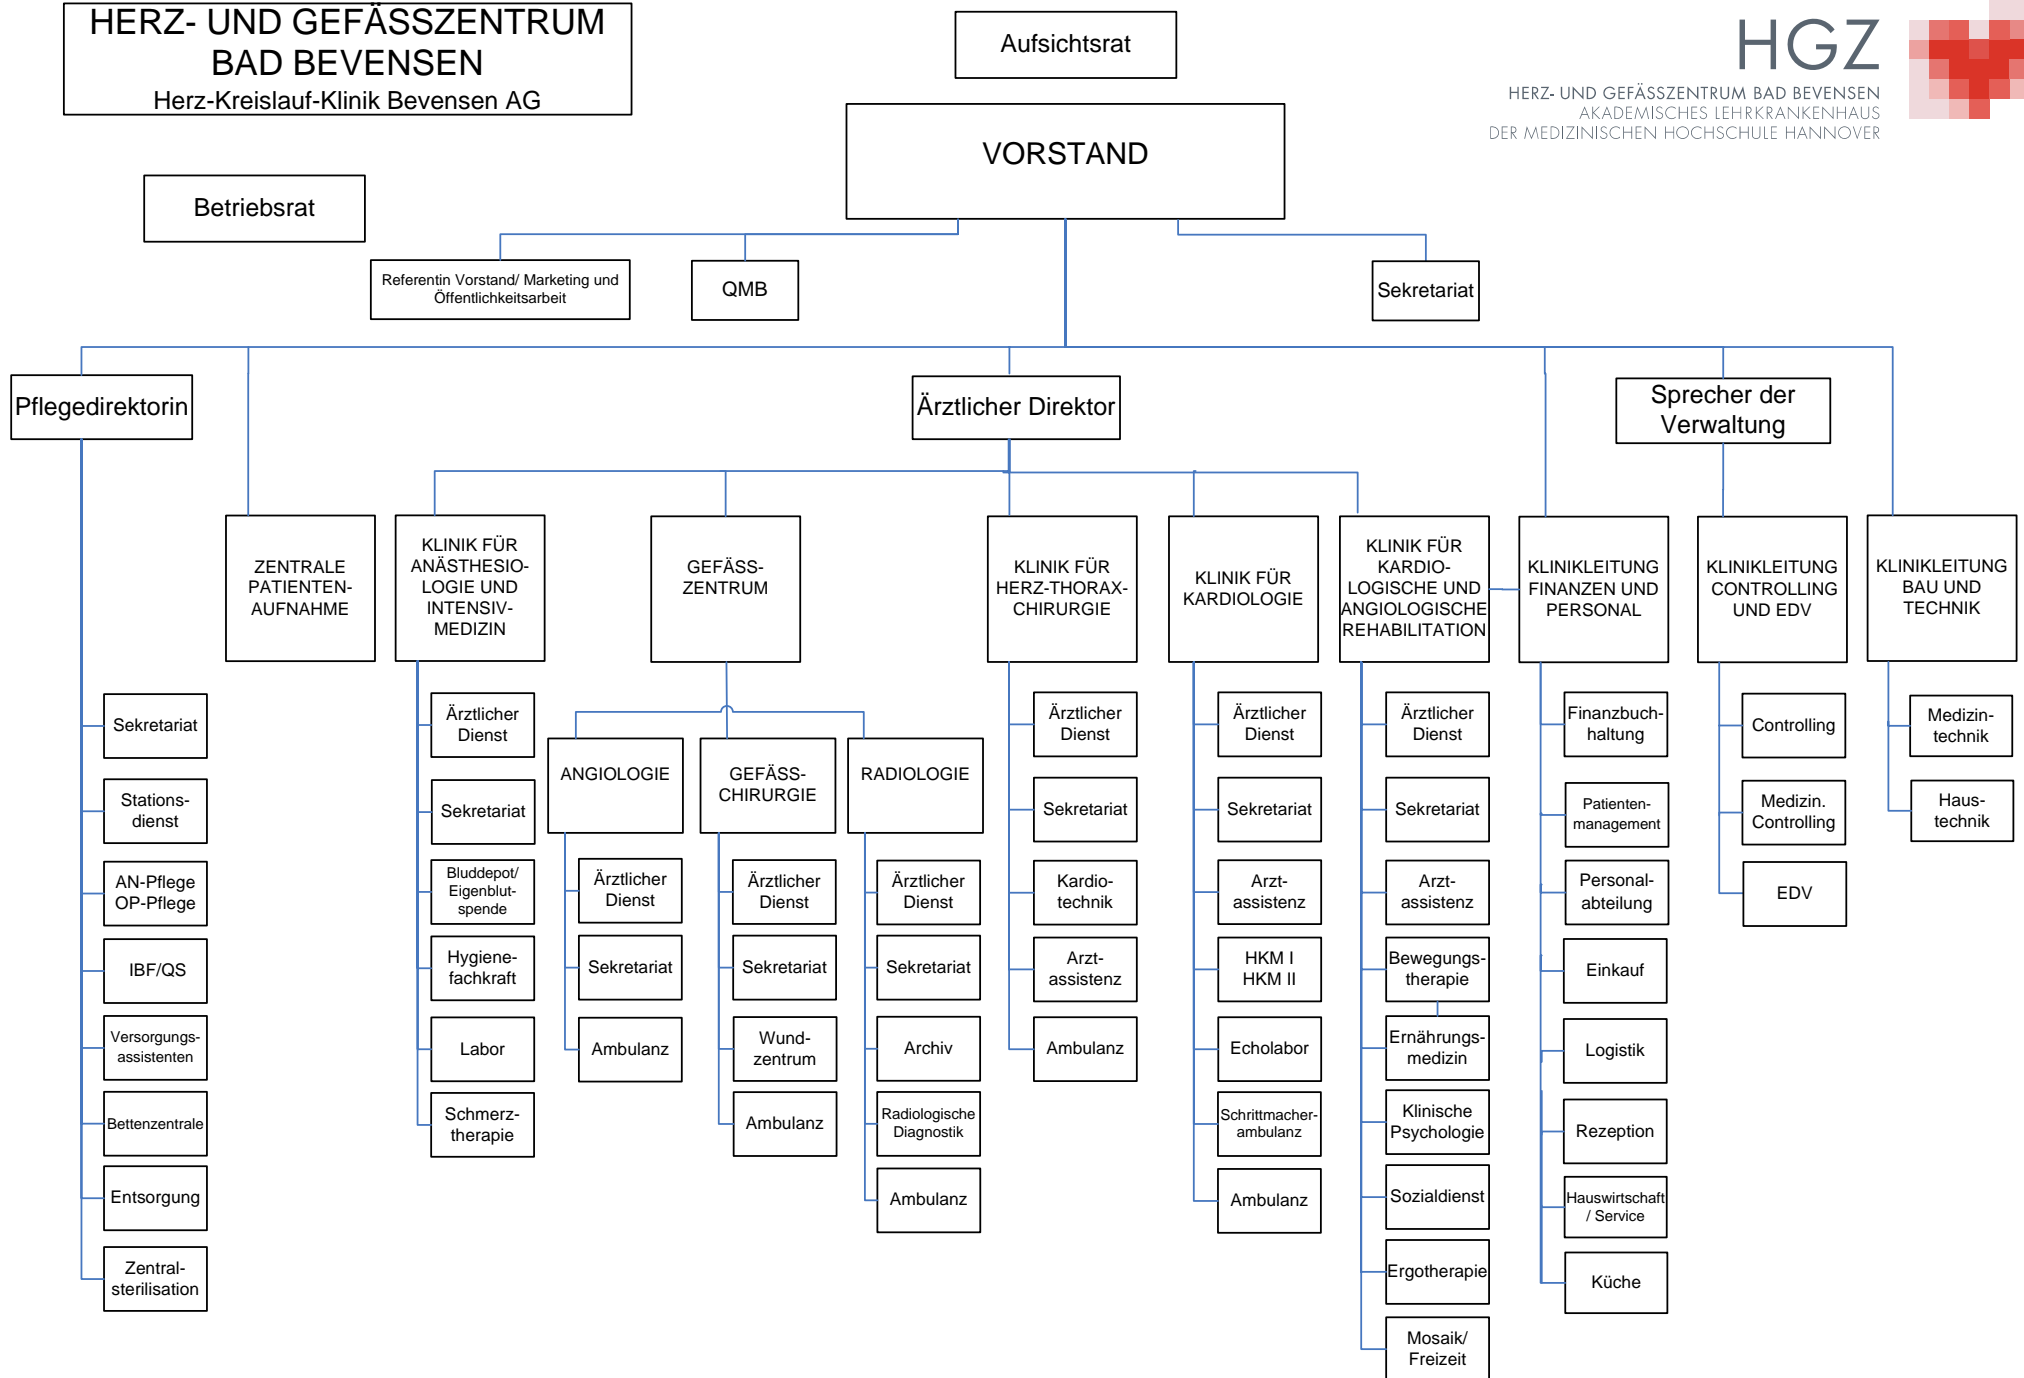 HERZ- UND GEFÄSSZENTRUM
BAD BEVENSEN
Herz-Kreislauf-Klinik Bevensen AG
Aufsichtsrat
HGZ
HERZ- UND GEFÄSSZENTRUM BAD BEVENSEN
AKADEMISCHES LEHRKRANKENHAUS
DER MEDIZINISCHEN HOCHSCHULE HANNOVER
VORSTAND
Betriebsrat
Referentin Vorstand/ Marketing und
Öffentlichkeitsarbeit
QMB
Sekretariat
Pflegedirektorin
Ärztlicher Direktor
Sprecher der
Verwaltung
ZENTRALE
PATIENTEN-
AUFNAHME
KLINIK FÜR
ANÄSTHESIO-
LOGIE UND
INTENSIV-
MEDIZIN
GEFÄSS-
ZENTRUM
KLINIK FÜR
HERZ-THORAX-
CHIRURGIE
KLINIK FÜR
KARDIOLOGIE
KLINIK FÜR
KARDIO-
LOGISCHE UND
ANGIOLOGISCHE
REHABILITATION
KLINIKLEITUNG
FINANZEN UND
PERSONAL
KLINIKLEITUNG
CONTROLLING
UND EDV
KLINIKLEITUNG
BAU UND
TECHNIK
Sekretariat
Stations-
dienst
AN-Pflege
OP-Pflege
IBF/QS
Versorgungs-
assistenten
Bettenzentrale
Entsorgung
Zentral-
sterilisation
Ärztlicher
Dienst
Sekretariat
Bluddepot/
Eigenblut-
spende
Hygiene-
fachkraft
Labor
Schmerz-
therapie
ANGIOLOGIE
Ärztlicher
Dienst
Sekretariat
Ambulanz
GEFÄSS-
CHIRURGIE
Ärztlicher
Dienst
Sekretariat
Wund-
zentrum
Ambulanz
RADIOLOGIE
Ärztlicher
Dienst
Sekretariat
Archiv
Radiologische
Diagnostik
Ambulanz
Ärztlicher
Dienst
Sekretariat
Kardio-
technik
Arzt-
assistenz
Ambulanz
Ärztlicher
Dienst
Sekretariat
Arzt-
assistenz
HKM I
HKM II
Echolabor
Schrittmacher-
ambulanz
Ambulanz
Ärztlicher
Dienst
Sekretariat
Arzt-
assistenz
Bewegungs-
therapie
Ernährungs-
medizin
Klinische
Psychologie
Sozialdienst
Ergotherapie
Mosaik/
Freizeit
Finanzbuch-
haltung
Patienten-
management
Personal-
abteilung
Einkauf
Logistik
Rezeption
Hauswirtschaft
/ Service
Küche
Controlling
Medizin.
Controlling
EDV
Medizin-
technik
Haus-
technik